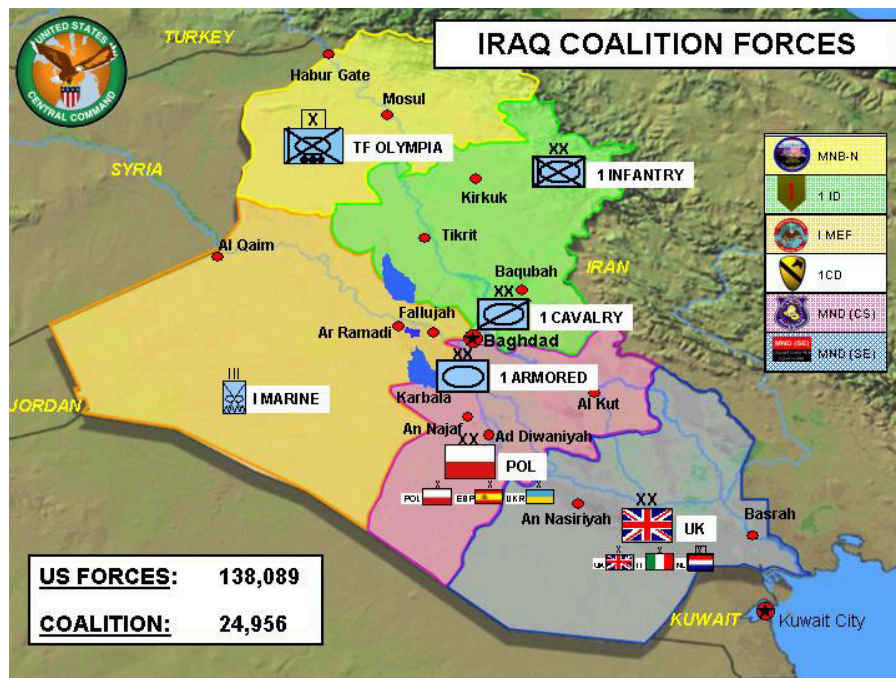 UNITED STATES
CENTRAL COMMAND
IRAQ COALITION FORCES
TURKEY
Habur Gate
Mosul
X
TF OLYMPIA
XX
1 INFANTRY
SYRIA
Kirkuk
Tikrit
Al Qaim
IRAN
Baqubah
XX
1 CAVALRY
Fallujah
Ar Ramadi
Baghdad
XX
1 ARMORED
III
I MARINE
Karbala
Al Kut
JORDAN
An Najaf
Ad Diwaniyah
XX
POL
X
POL
X
EBP
X
UKR
An Nasiriyah
XX
UK
Basrah
X
UK
X
IT
NL
KUWAIT
Kuwait City
MNB-N
1
1 ID
I MEF
1CD
MND (CS)
MND (SE)
MND (SE)
US FORCES: 138,089
COALITION: 24,956